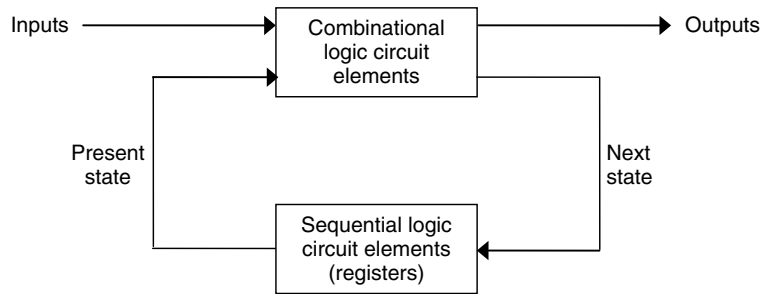 Inputs
Combinational
logic circuit
elements
Outputs
Present
state
Next
state
Sequential logic
circuit elements
(registers)